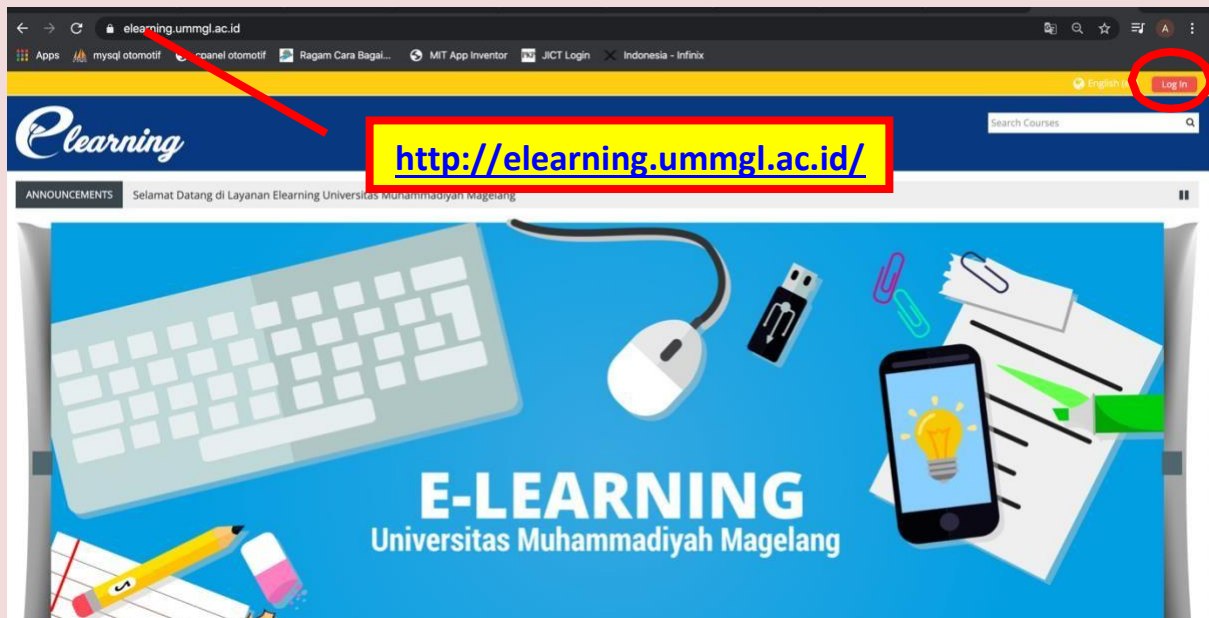 elearning.ummgl.ac.id
A
Apps mysql otomotif cpanel otomotif Ragam Cara Bagai... MIT App Inventor JICT Login Indonesia - Infinix
English Log In
Elearning
Search Courses
http://elearning.ummgl.ac.id/
ANNOUNCEMENTS Selamat Datang di Layanan Elearning Universitas Muhammadiyah Magelang
E-LEARNING
Universitas Muhammadiyah Magelang